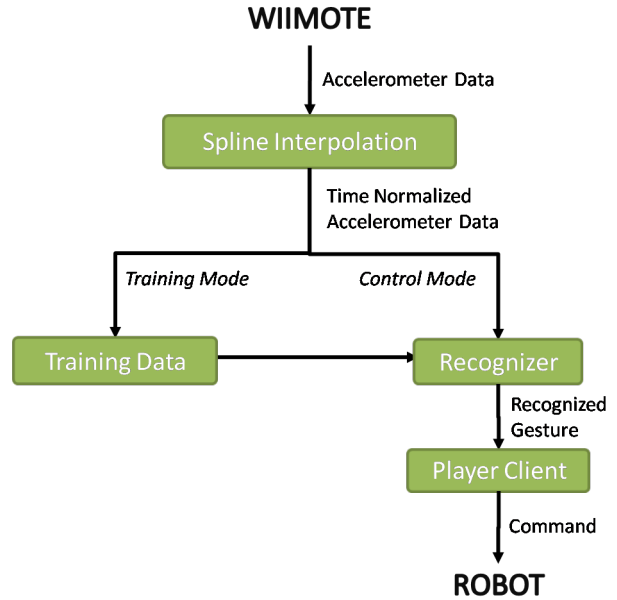 WIIMOTE
Accelerometer Data
Spline Interpolation
Time Normalized
Accelerometer Data
Training Mode
Control Mode
Training Data
Recognizer
Recognized
Gesture
Player Client
Command
ROBOT